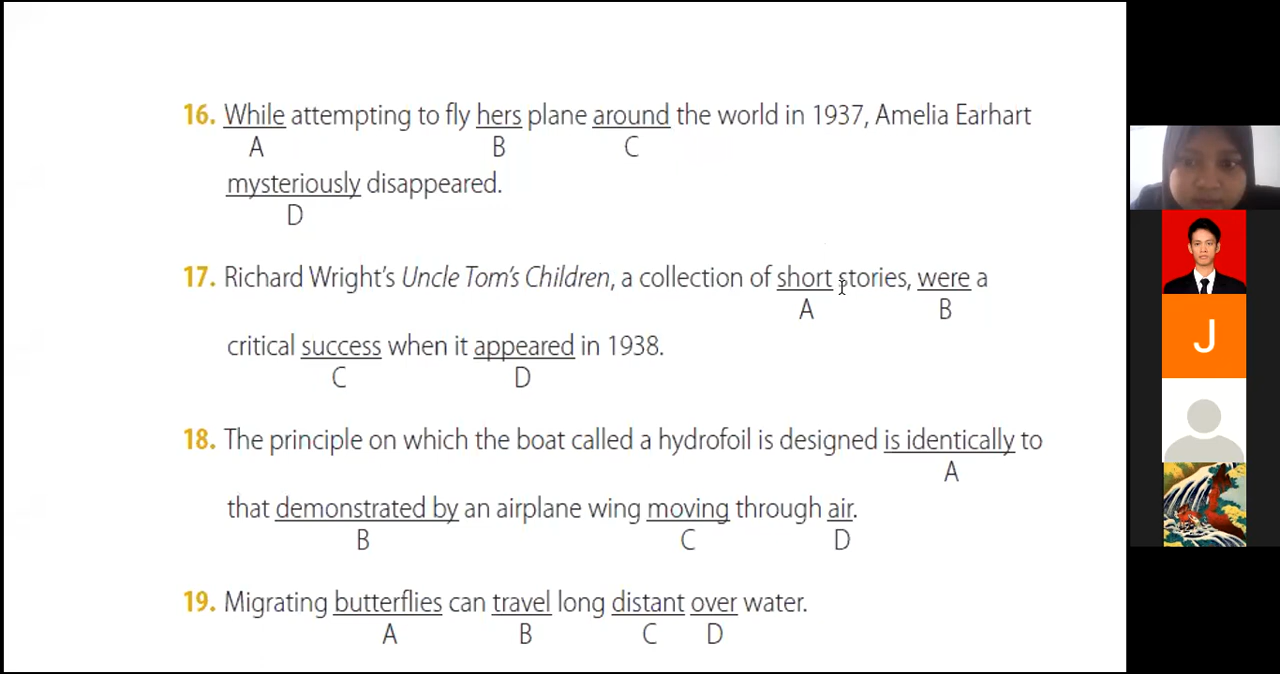 16. While attempting to fly hers plane around the world in 1937, Amelia Earhart
A B C
mysteriously disappeared.
D
17. Richard Wright's Uncle Tom's Children, a collection of short stories, were a
A B
critical success when it appeared in 1938.
C D
18. The principle on which the boat called a hydrofoil is designed is identically to
A
that demonstrated by an airplane wing moving through air.
B C D
19. Migrating butterflies can travel long distant over water.
A B C D
J